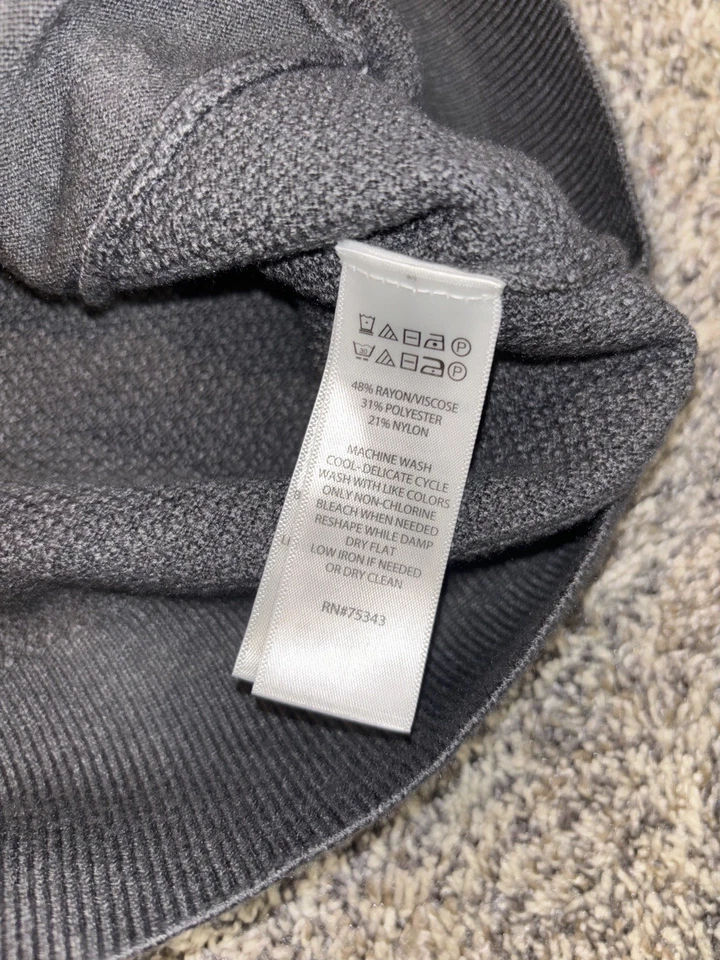 P
30 P
48% RAYON/VISCOSE
31% POLYESTER
21% NYLON
MACHINE WASH
COOL- DELICATE CYCLE
WASH WITH LIKE COLORS
ONLY NON-CHLORINE
BLEACH WHEN NEEDED
RESHAPE WHILE DAMP
DRY FLAT
LOW IRON IF NEEDED
OR DRY CLEAN
RN#75343